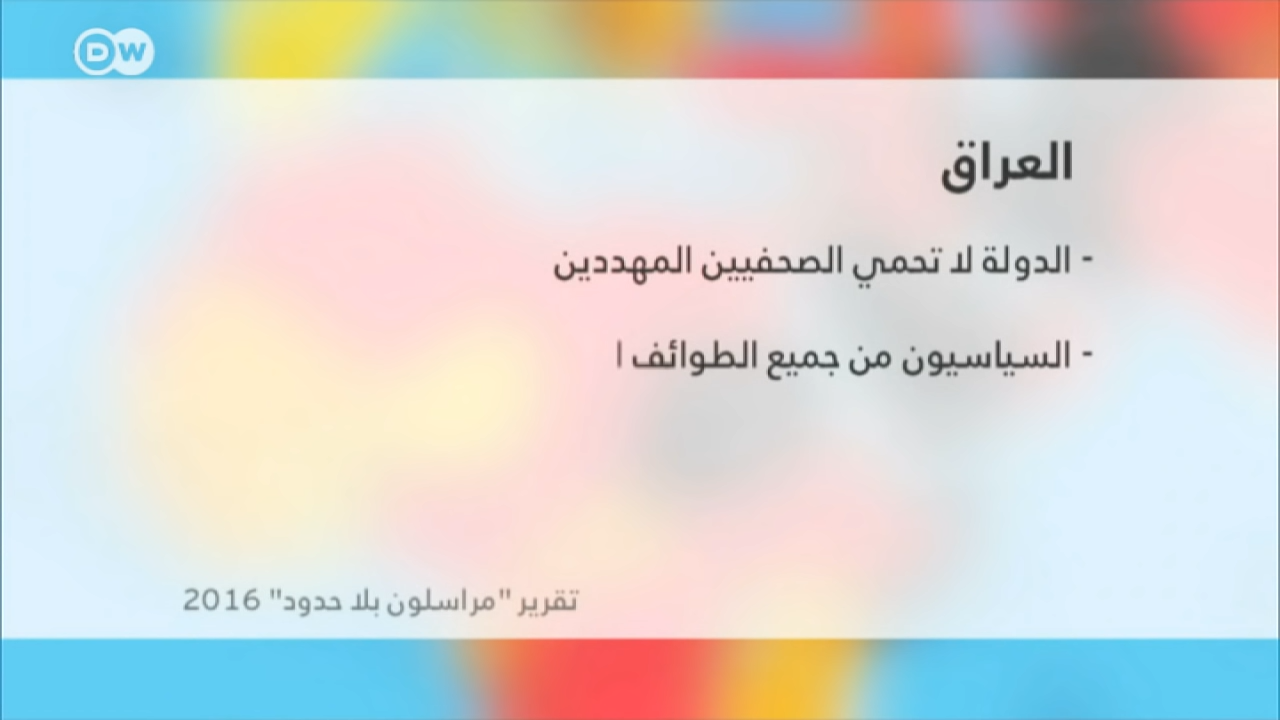 DW
العراق
- الدولة لا تحمي الصحفيين المهددين
- السياسيون من جميع الطوائف ا
تقرير "مراسلون بلا حدود" 2016